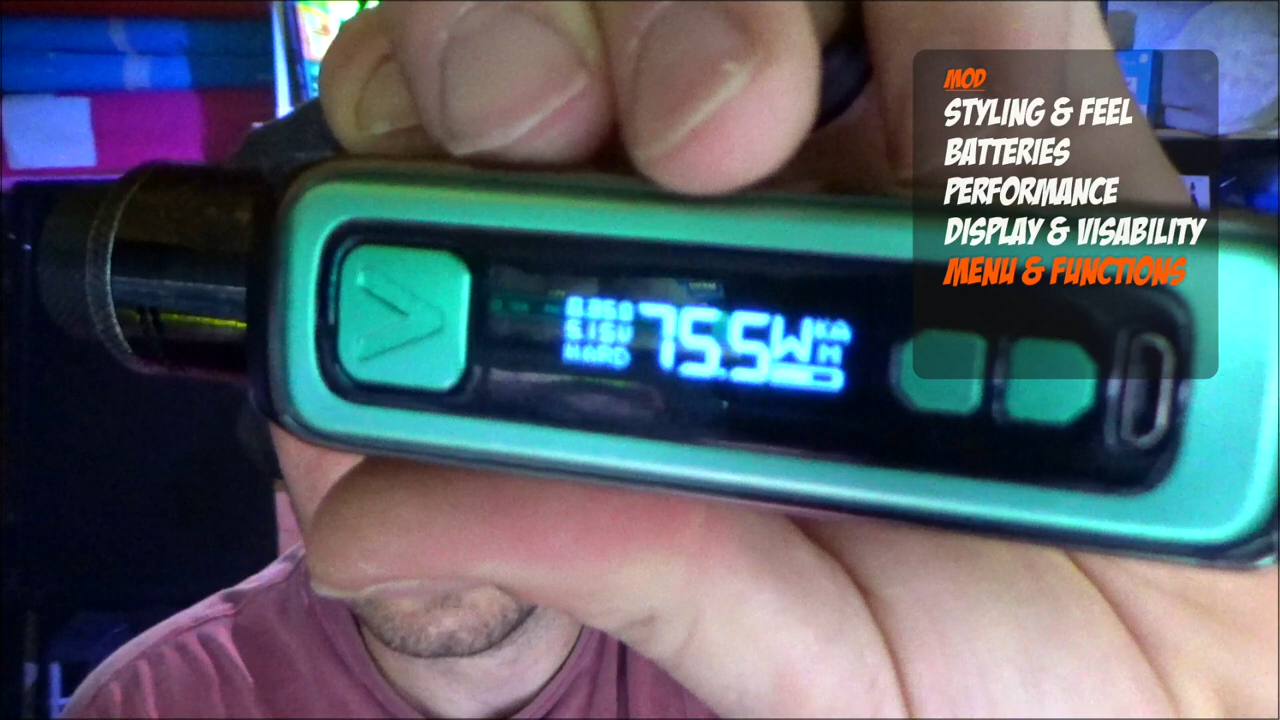 MOD
STYLING & FEEL
BATTERIES
PERFORMANCE
DISPLAY & VISABILITY
MENU & FUNCTIONS
75.5W
HARD